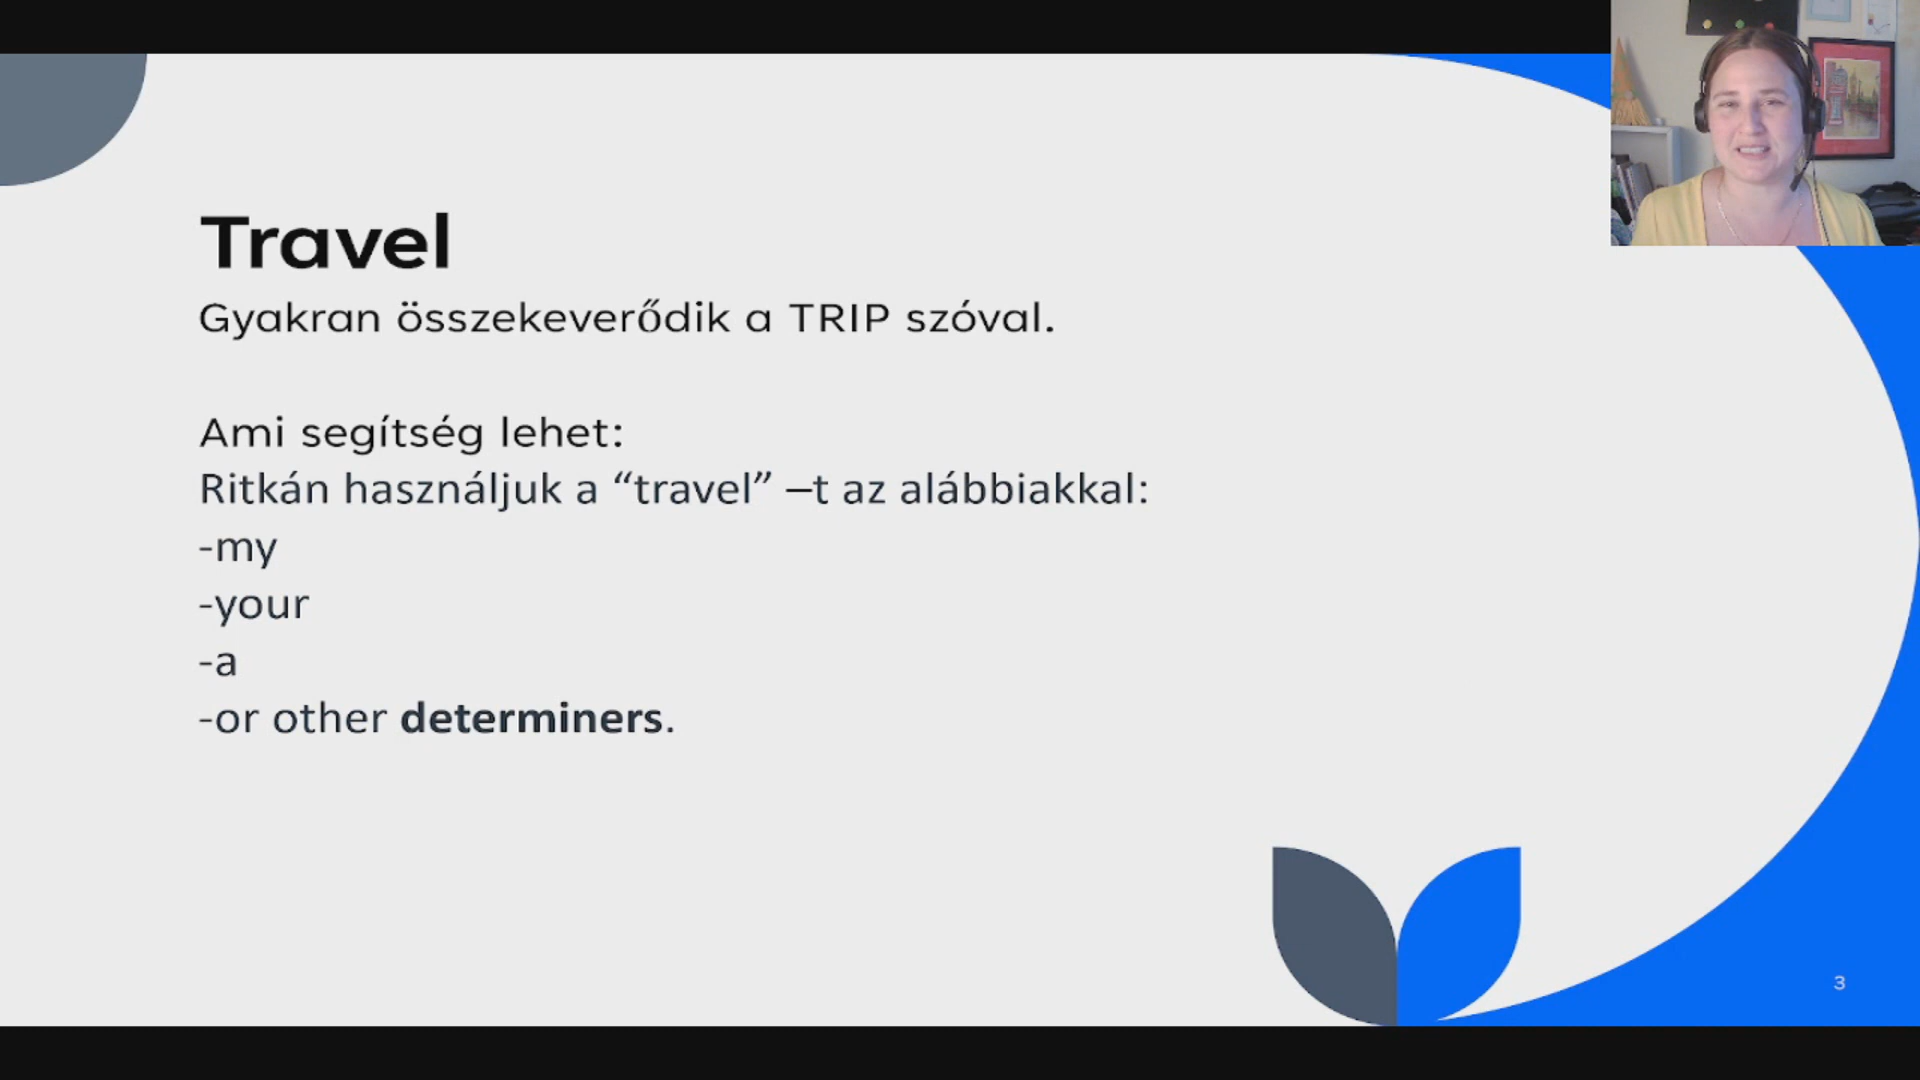 Travel
Gyakran összekeverődik a TRIP szóval.
Ami segítség lehet:
Ritkán használjuk a “travel” –t az alábbiakkal:
-my
-your
-a
-or other determiners.
3